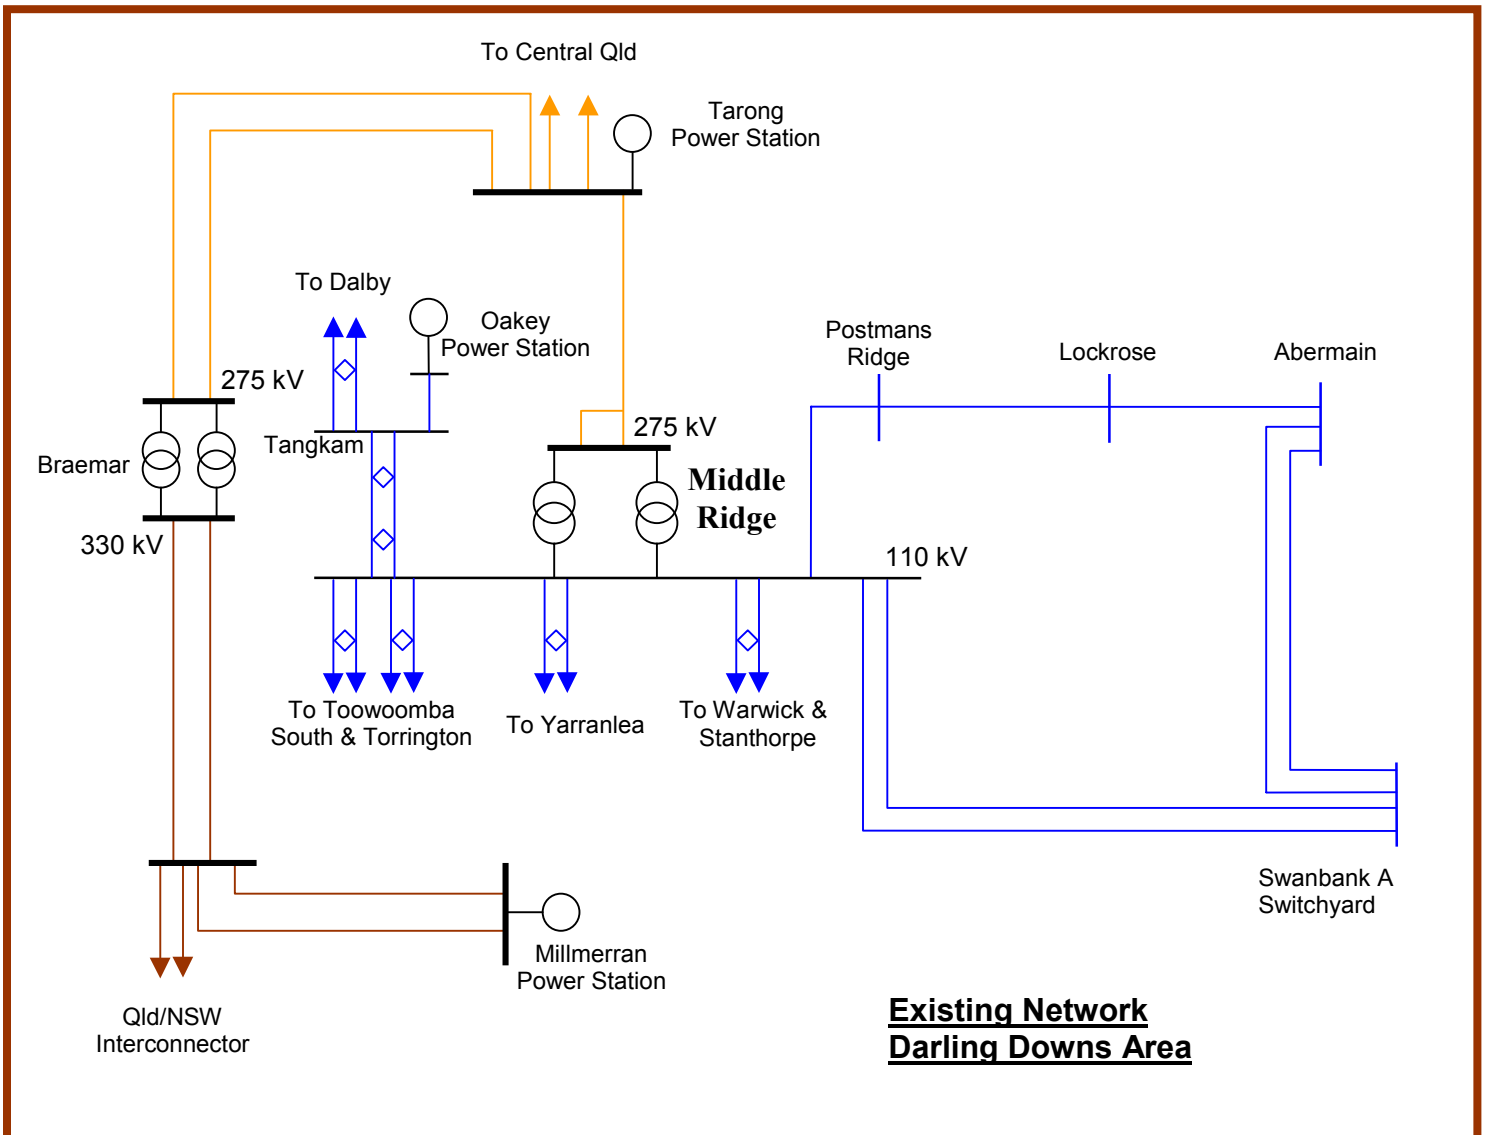 To Central Qld
Tarong
Power Station
To Dalby
Oakey
Power Station
Postmans
Ridge
Lockrose
Abermain
275 kV
Tangkam
275 kV
Braemar
Middle
Ridge
330 kV
110 kV
To Toowoomba
South & Torrington
To Yarranlea
To Warwick &
Stanthorpe
Swanbank A
Switchyard
Millmerran
Power Station
Qld/NSW
Interconnector
Existing Network
Darling Downs Area